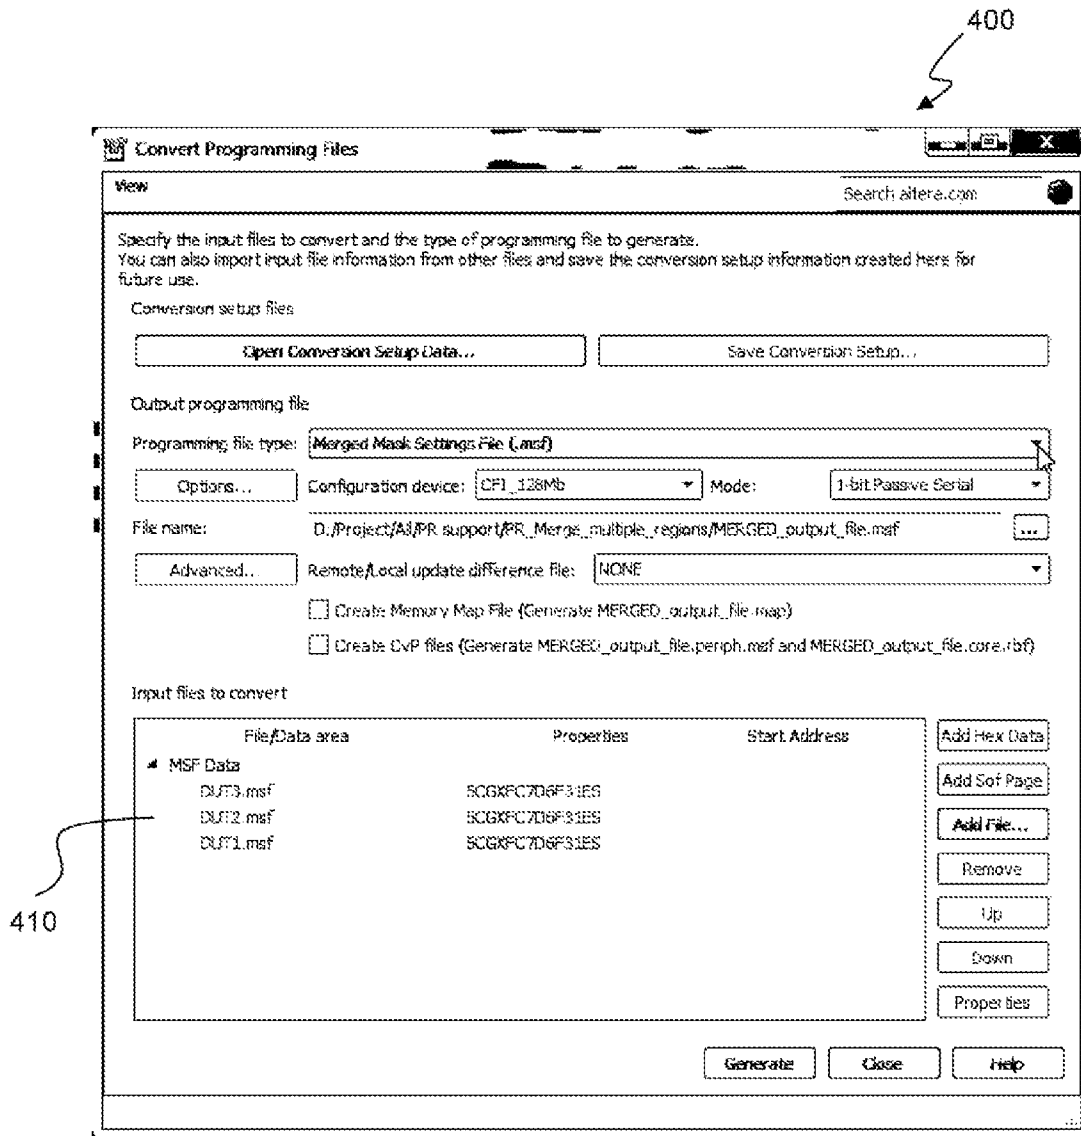 400
Convert Programming Files
View
Search altera.com
Specify the input files to convert and the type of programming file to generate.
You can also import input file information from other files and save the conversion setup information created here for
future use.
Conversion setup files
Open Conversion Setup Data...
Save Conversion Setup...
Output programming file
Programming file type: Merged Mask Settings File (.msf)
Options... Configuration device: CFI_128Mb Mode: 1-bit Passive Serial
File name: D:/Project/All/PR support/PR_Merge_multiple_regions/MERGED_output_file.msf ...
Advanced... Remote/Local update difference file: NONE
Create Memory Map File (Generate MERGED_output_file.map)
Create CvP files (Generate MERGED_output_file.periph.msf and MERGED_output_file.core.rbf)
Input files to convert
File/Data area Properties Start Address
MSF Data
DUT3.msf 5CGXFC7D6F31ES
DUT2.msf 5CGXFC7D6F31ES
DUT1.msf 5CGXFC7D6F31ES
Add Hex Data
Add Sof Page
Add File...
Remove
Up
Down
Properties
410
Generate Close Help